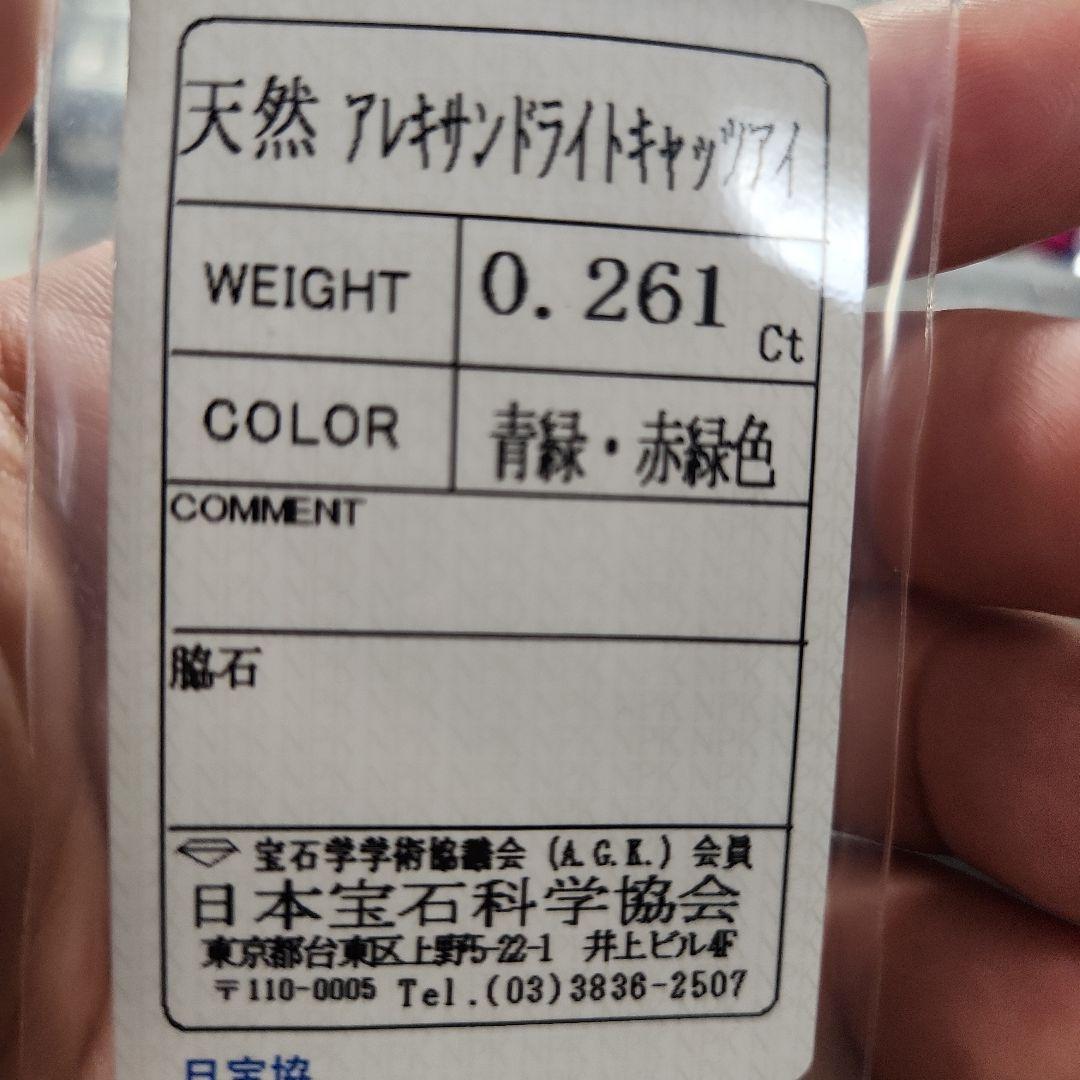 天然 アレキサンドライトキャッツアイ
WEIGHT 0.261 Ct
COLOR 青緑・赤緑色
COMMENT
脇石
宝石学学術協議会 (A.G.K.) 会員
日本宝石科学協会
東京都台東区上野5-22-1 井上ビル4F
〒110-0005 Tel.(03)3836-2507
日宝協